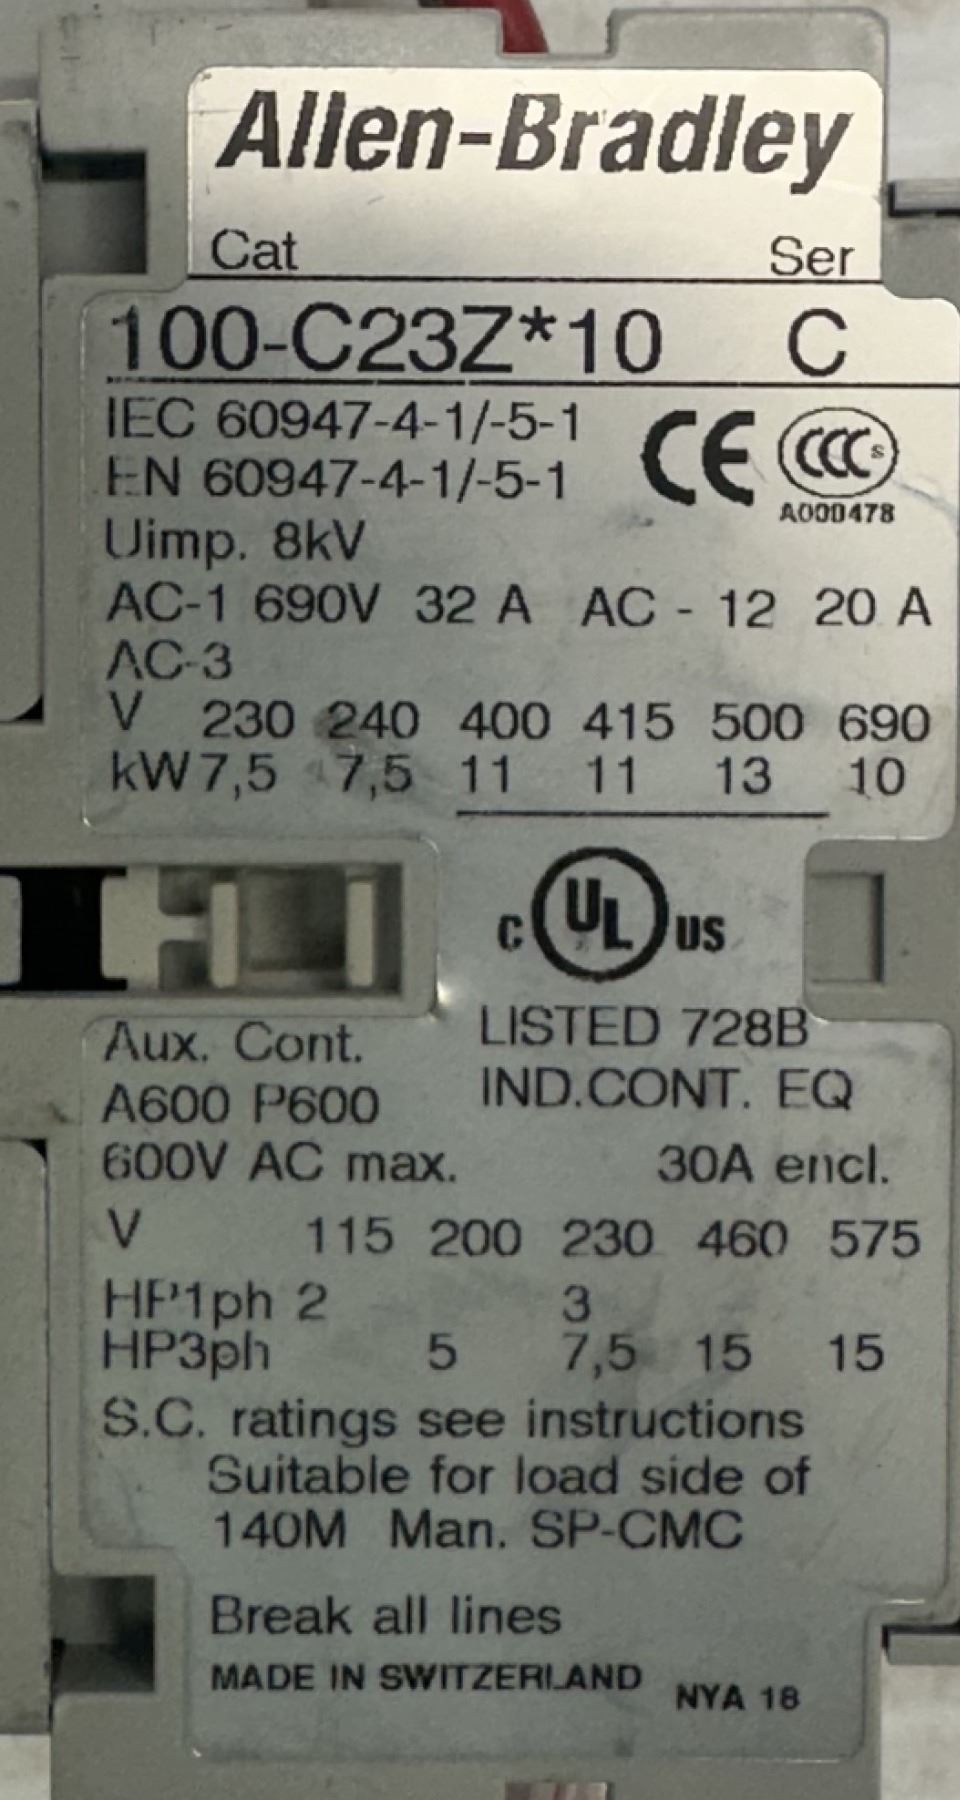 Allen-Bradley
Cat Ser
100-C23Z*10 C
IEC 60947-4-1/-5-1
EN 60947-4-1/-5-1
CE CCC S
A000478
Uimp. 8kV
AC-1 690V 32 A AC - 12 20 A
AC-3
V 230 240 400 415 500 690
kW 7,5 7,5 11 11 13 10
C UL US
LISTED 728B
IND.CONT. EQ
Aux. Cont.
A600 P600
600V AC max. 30A encl.
V 115 200 230 460 575
HP1ph 2 3
HP3ph 5 7,5 15 15
S.C. ratings see instructions
Suitable for load side of
140M Man. SP-CMC
Break all lines
MADE IN SWITZERLAND NYA 18